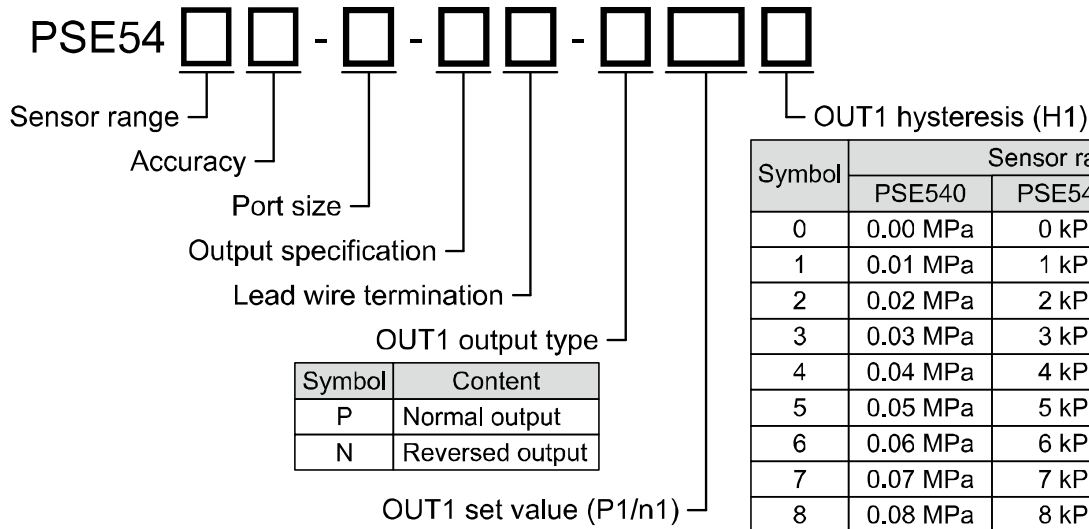 PSE54 - - -
Sensor range
Accuracy
Port size
Output specification
Lead wire termination
OUT1 output type
Symbol Content
P Normal output
N Reversed output
OUT1 set value (P1/n1)
OUT1 hysteresis (H1)
Symbol Sensor ra
PSE540 PSE54
0 0.00 MPa 0 kP
1 0.01 MPa 1 kP
2 0.02 MPa 2 kP
3 0.03 MPa 3 kP
4 0.04 MPa 4 kP
5 0.05 MPa 5 kP
6 0.06 MPa 6 kP
7 0.07 MPa 7 kP
8 0.08 MPa 8 kP